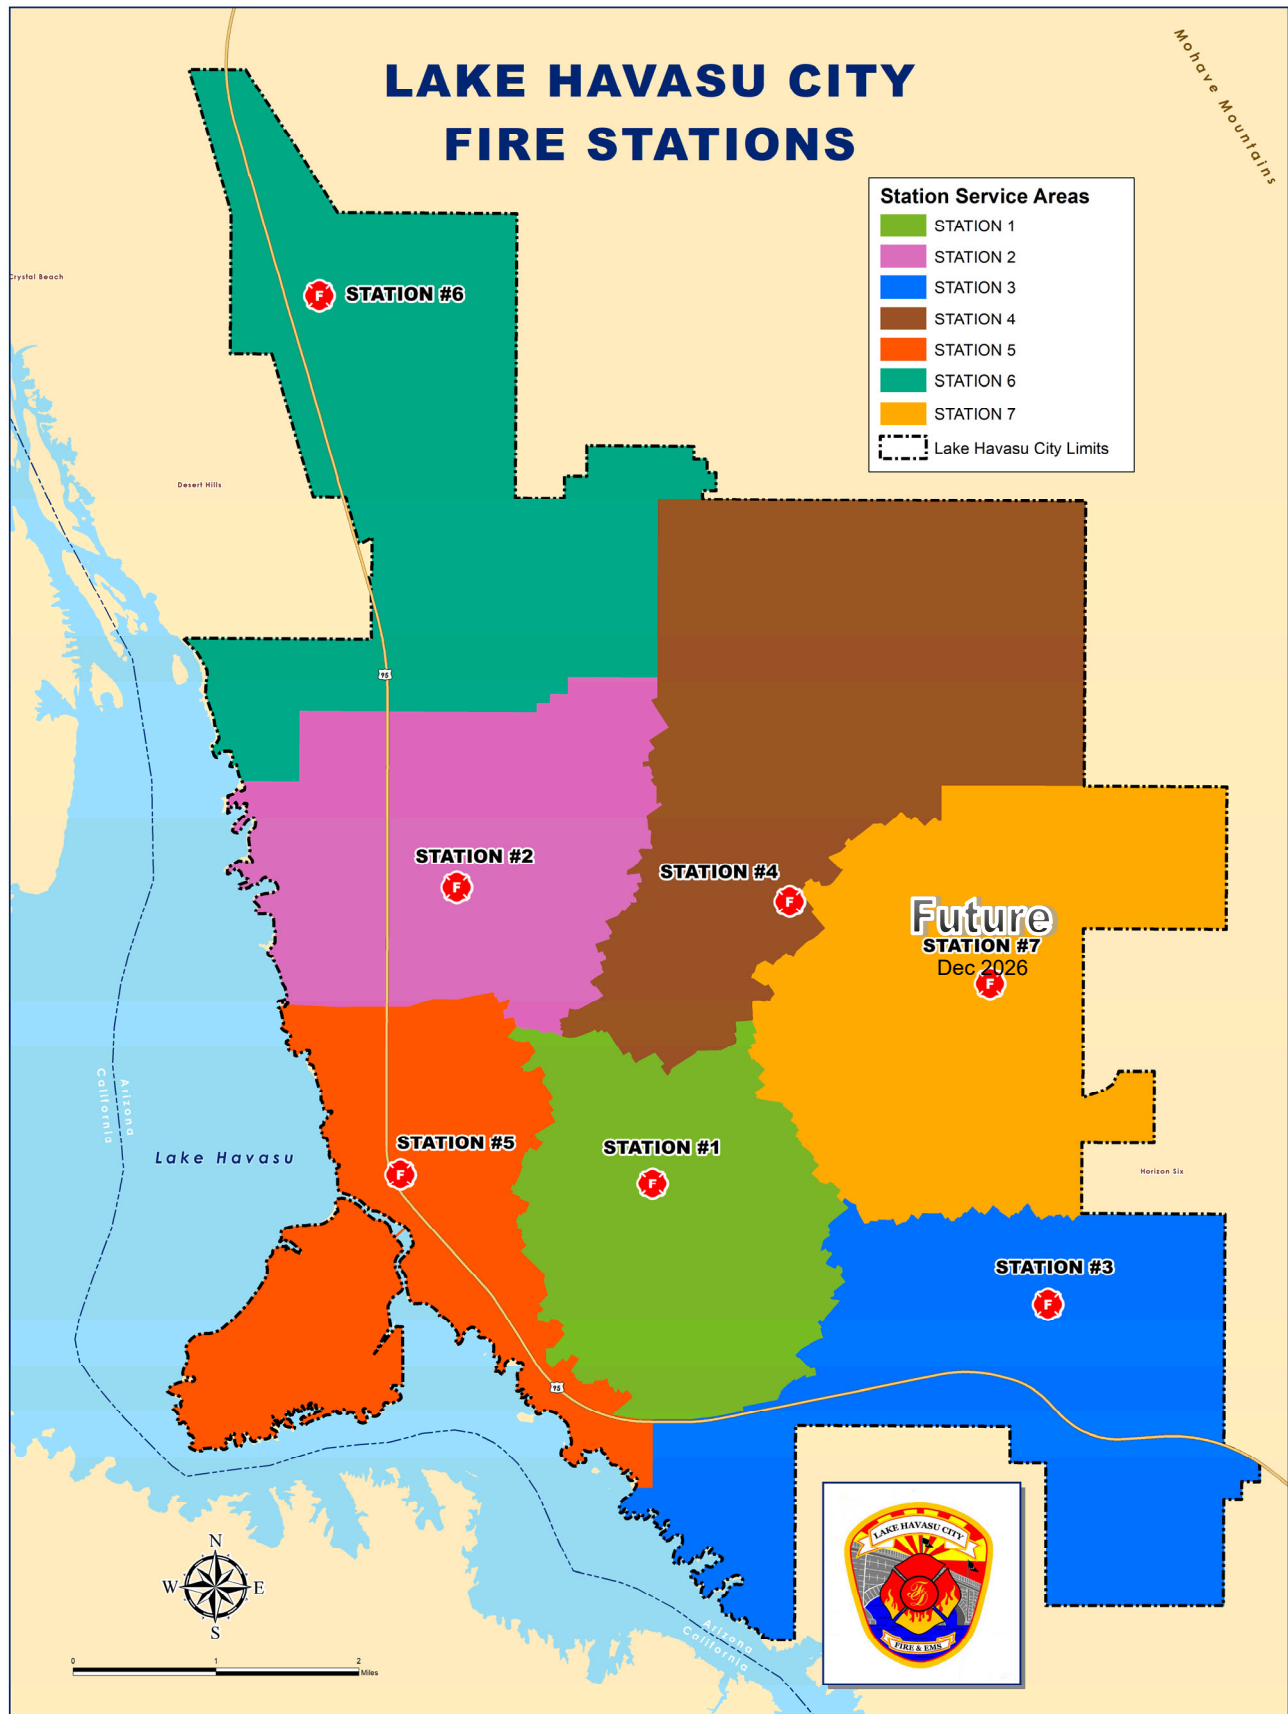 LAKE HAVASU CITY
FIRE STATIONS
Mohave Mountains
Station Service Areas
STATION 1
STATION 2
STATION 3
STATION 4
STATION 5
STATION 6
STATION 7
Lake Havasu City Limits
Crystal Beach
STATION #6
Desert Hills
95
STATION #2
STATION #4
Future
STATION #7
Dec 2026
Arizona
California
Lake Havasu
STATION #5
STATION #1
Horizon Six
STATION #3
95
LAKE HAVASU CITY
FD
FIRE & EMS
N
W E
S
Arizona
California
0 1 2
Miles
F
F
F
F
F
F
F